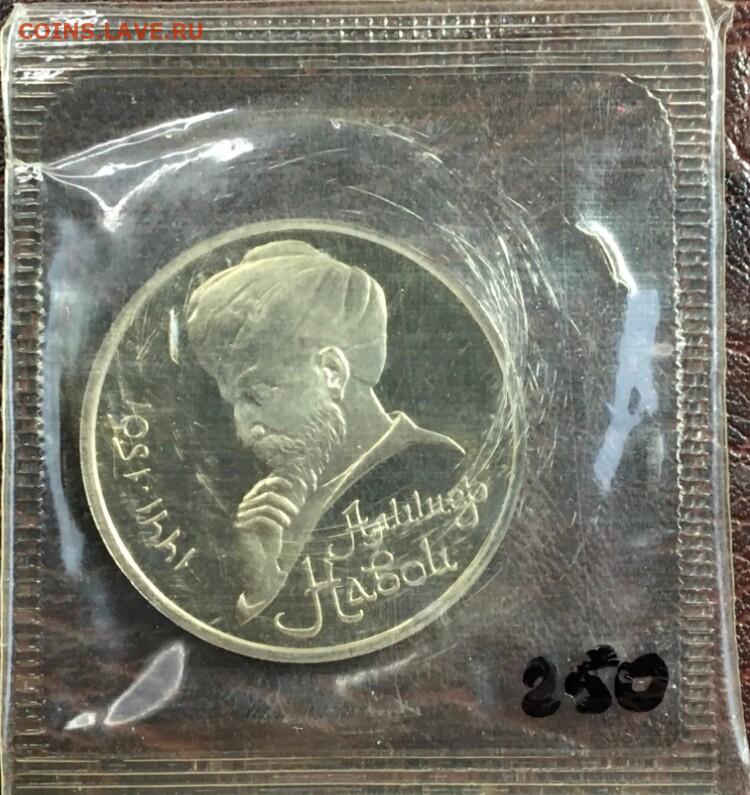 COINS.LAVE.RU
1441-1501
Алишер
Навои
250